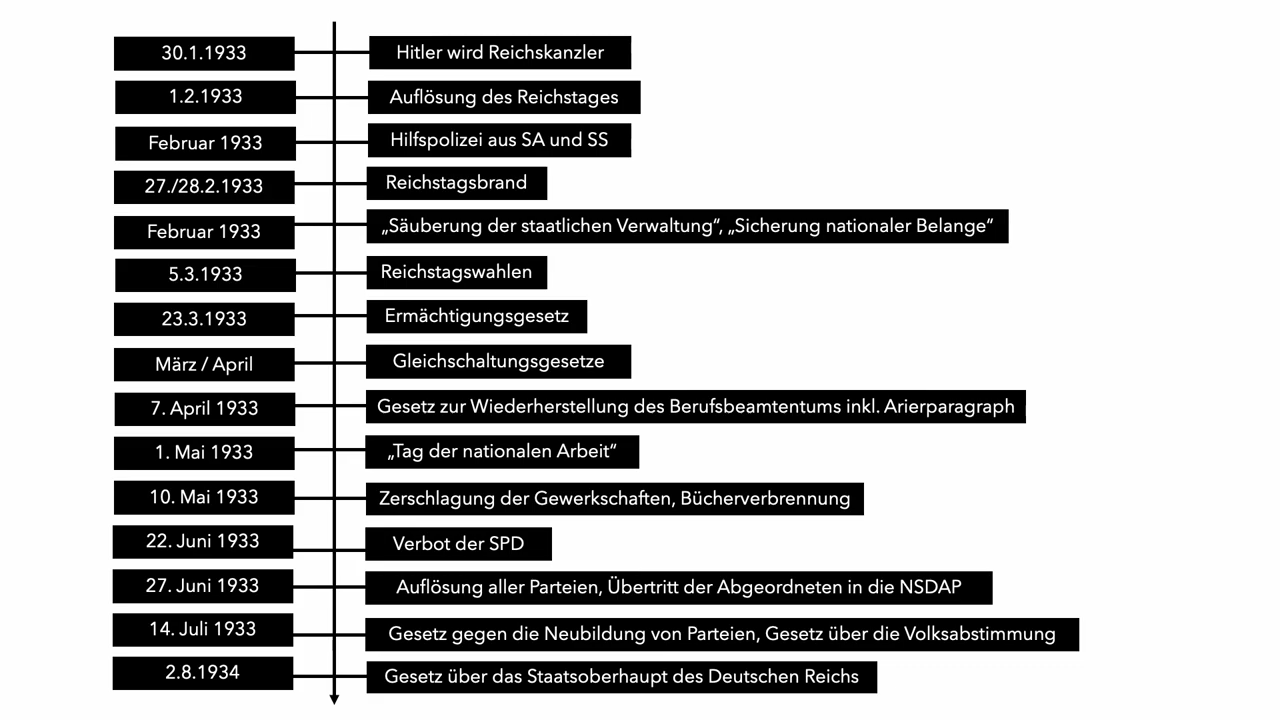 30.1.1933 Hitler wird Reichskanzler
1.2.1933 Auflösung des Reichstages
Februar 1933 Hilfspolizei aus SA und SS
27./28.2.1933 Reichstagsbrand
Februar 1933 „Säuberung der staatlichen Verwaltung“, „Sicherung nationaler Belange“
5.3.1933 Reichstagswahlen
23.3.1933 Ermächtigungsgesetz
März / April Gleichschaltungsgesetze
7. April 1933 Gesetz zur Wiederherstellung des Berufsbeamtentums inkl. Arierparagraph
1. Mai 1933 „Tag der nationalen Arbeit“
10. Mai 1933 Zerschlagung der Gewerkschaften, Bücherverbrennung
22. Juni 1933 Verbot der SPD
27. Juni 1933 Auflösung aller Parteien, Übertritt der Abgeordneten in die NSDAP
14. Juli 1933 Gesetz gegen die Neubildung von Parteien, Gesetz über die Volksabstimmung
2.8.1934 Gesetz über das Staatsoberhaupt des Deutschen Reichs